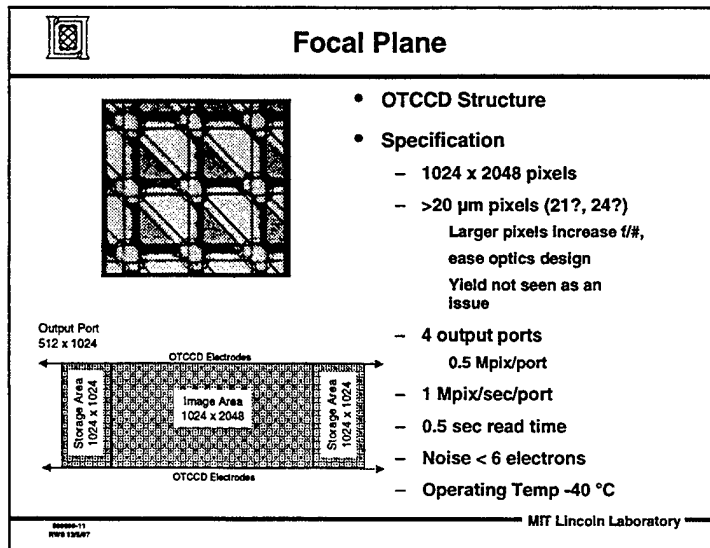 Focal Plane
• OTCCD Structure
• Specification
– 1024 x 2048 pixels
– >20 µm pixels (21?, 24?)
Larger pixels increase f/#,
ease optics design
Yield not seen as an
issue
– 4 output ports
0.5 Mpix/port
– 1 Mpix/sec/port
– 0.5 sec read time
– Noise < 6 electrons
– Operating Temp -40 °C
Output Port
512 x 1024
OTCCD Electrodes
Storage Area
1024 x 1024
Image Area
1024 x 2048
Storage Area
1024 x 1024
OTCCD Electrodes
MIT Lincoln Laboratory